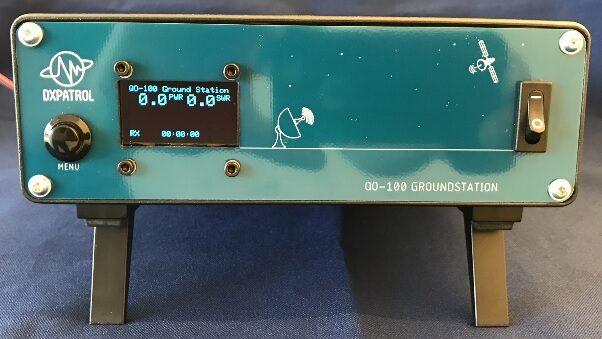 DXPATROL
MENU
QO-100 Ground Station
0.0 PWR 0.0 SWR
RX 00:00:00
QO-100 GROUNDSTATION